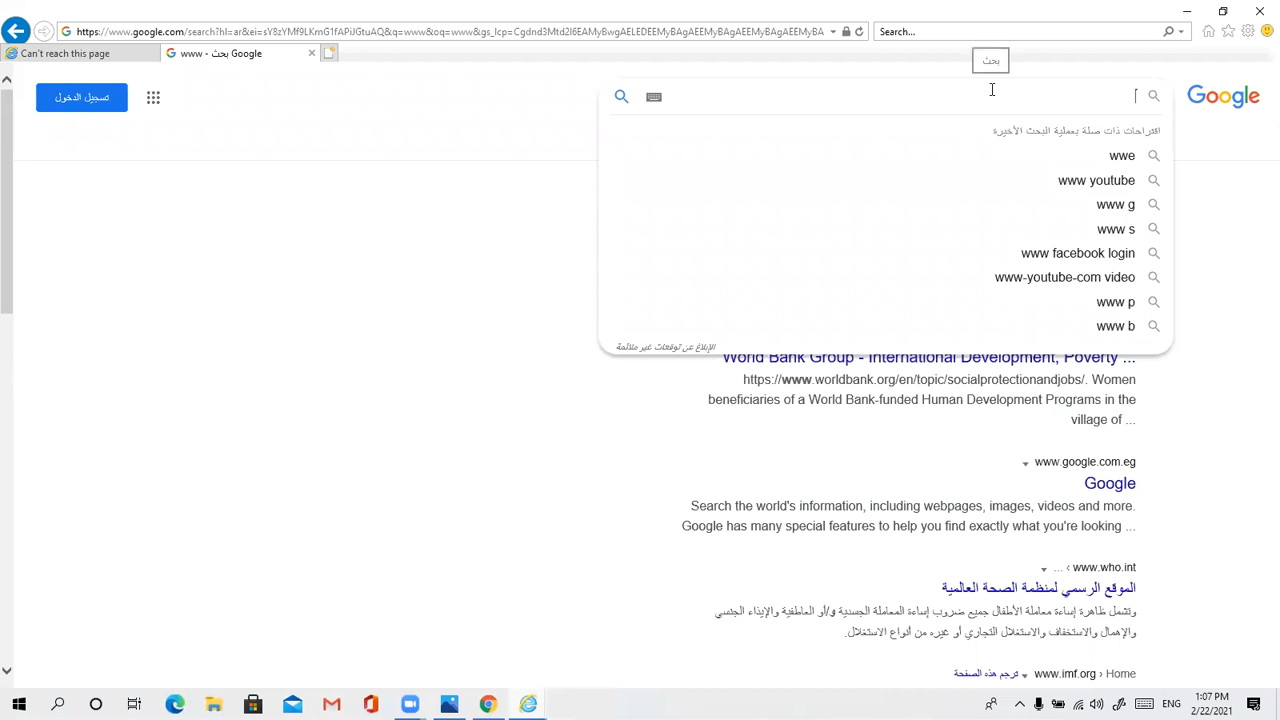 https://www.google.com/search?hl=ar&ei=sY8zYMf9LKmG1fAPiJGtuAQ&q=www&oq=www&gs_lcp=Cgdnd3Mtd2l6EAMyBwgAELEDEEMyBAgAEEMyBAgAEEMyBAgAEEMyBAgAEEMyBA
Search...
Can't reach this page
www - بحث Google
بحث
تسجيل الدخول
Google
اقتراحات ذات صلة بعملية البحث الأخيرة
wwe
www youtube
www g
www s
www facebook login
www-youtube-com video
www p
www b
الإبلاغ عن توقعات غير ملائمة
World Bank Group - International Development, Poverty ...
https://www.worldbank.org/en/topic/socialprotectionandjobs/. Women
beneficiaries of a World Bank-funded Human Development Programs in the
village of ...
www.google.com.eg
Google
Search the world's information, including webpages, images, videos and more.
Google has many special features to help you find exactly what you're looking ...
www.who.int › ...
الموقع الرسمي لمنظمة الصحة العالمية
وتشمل ظاهرة إساءة معاملة الأطفال جميع ضروب إساءة المعاملة الجسدية و/أو العاطفية والإيذاء الجنسي
والإهمال والاستخفاف والاستغلال التجاري أو غيره من أنواع الاستغلال.
www.imf.org › Home
ترجم هذه الصفحة
ENG
1:07 PM
2/22/2021